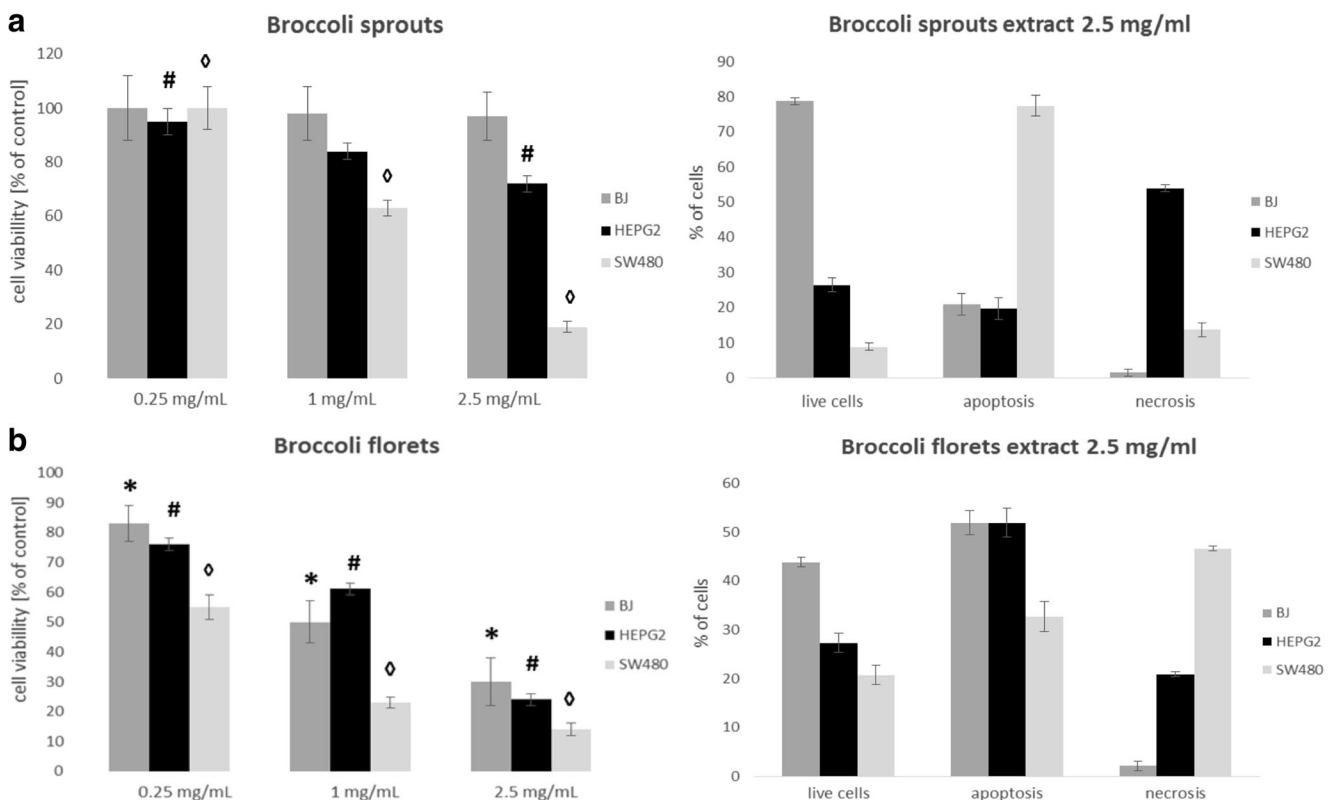 a
Broccoli sprouts
cell viabillity [% of control]
120
100
80
60
40
20
0
# ◊
◊
#
◊
0.25 mg/mL 1 mg/mL 2.5 mg/mL
BJ
HEPG2
SW480
Broccoli sprouts extract 2.5 mg/ml
% of cells
90
80
70
60
50
40
30
20
10
0
live cells apoptosis necrosis
BJ
HEPG2
SW480
b
Broccoli florets
cell viabillity [% of control]
100
90
80
70
60
50
40
30
20
10
0
* # ◊
* # ◊
* # ◊
0.25 mg/mL 1 mg/mL 2.5 mg/mL
BJ
HEPG2
SW480
Broccoli florets extract 2.5 mg/ml
% of cells
60
50
40
30
20
10
0
live cells apoptosis necrosis
BJ
HEPG2
SW480